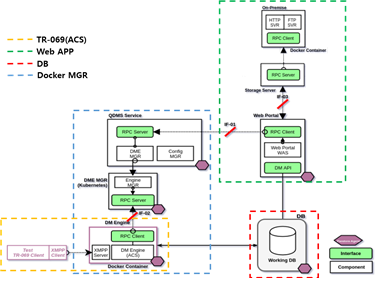 TR-069(ACS)
Web APP
DB
Docker MGR
On-Premise
HTTP SVR
FTP SVR
RPC Client
Docker Container
RPC Server
Storage Server
IF-03
QDMS Service
IF-01
Web Portal
RPC Server
RPC Client
DME MGR
Config MGR
Web Portal WAS
DM API
DME MGR (Kubernetes)
Engine MGR
RPC Server
IF-02
DM Engine
RPC Client
Test TR-069 Client
XMPP Client
XMPP Server
DM Engine (ACS)
Docker Container
DB
Working DB
Interface
Component